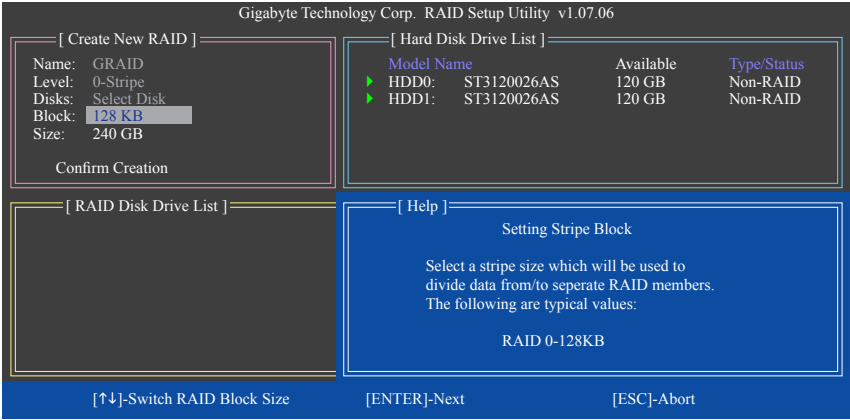 Gigabyte Technology Corp. RAID Setup Utility v1.07.06
[ Create New RAID ]
Name: GRAID
Level: 0-Stripe
Disks: Select Disk
Block: 128 KB
Size: 240 GB
Confirm Creation
[ Hard Disk Drive List ]
Model Name Available Type/Status
HDD0: ST3120026AS 120 GB Non-RAID
HDD1: ST3120026AS 120 GB Non-RAID
[ RAID Disk Drive List ]
[ Help ]
Setting Stripe Block
Select a stripe size which will be used to
divide data from/to seperate RAID members.
The following are typical values:
RAID 0-128KB
[↑↓]-Switch RAID Block Size [ENTER]-Next [ESC]-Abort